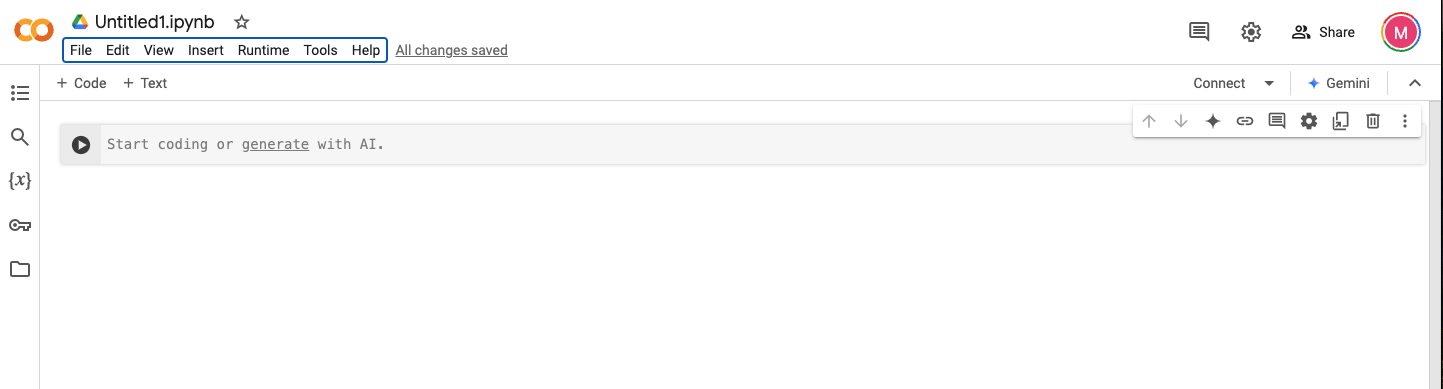 Untitled1.ipynb
File Edit View Insert Runtime Tools Help All changes saved
Share
M
+ Code + Text
Connect
Gemini
Start coding or generate with AI.
{x}